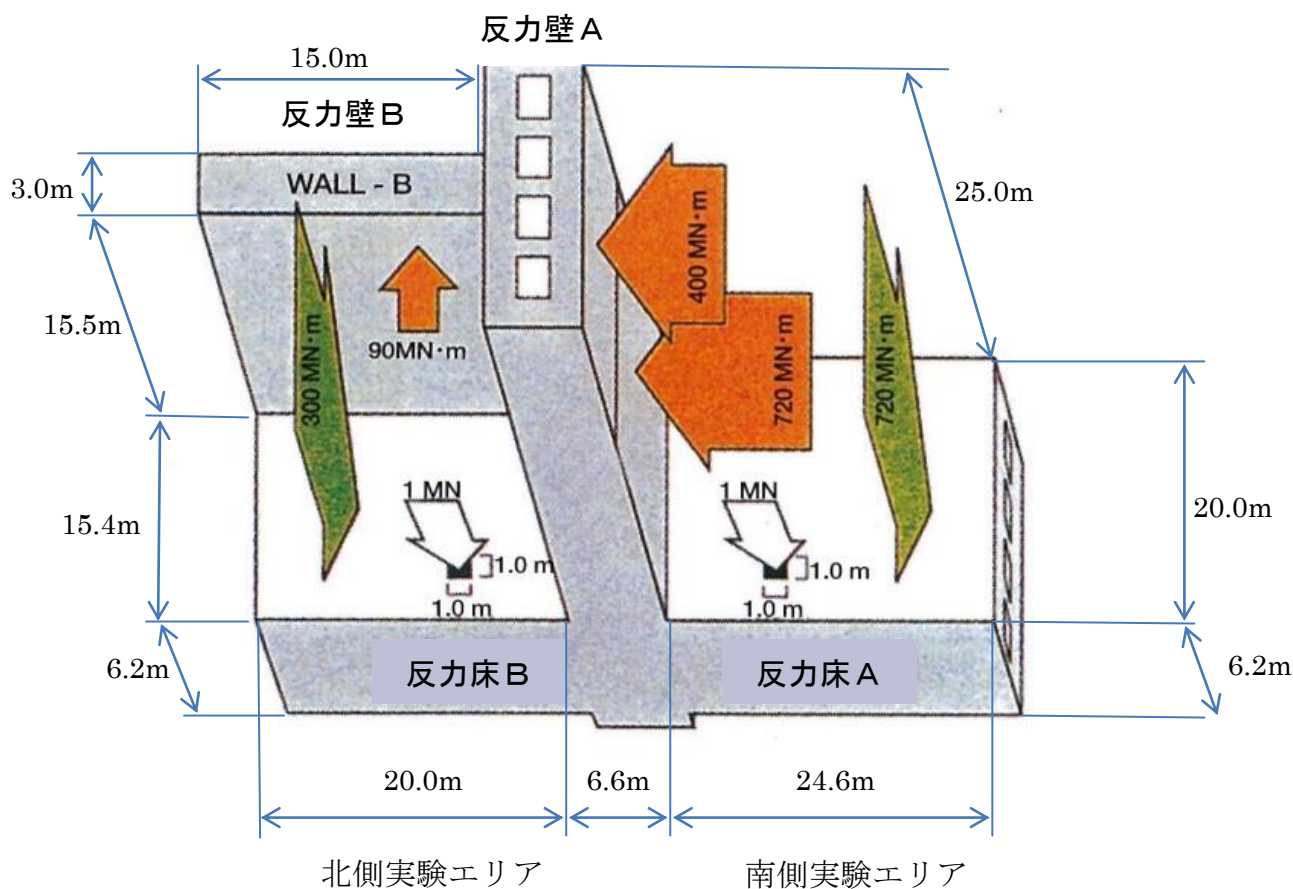 反力壁A
15.0m
反力壁B
3.0m
WALL - B
25.0m
400 MN·m
15.5m
90MN·m
300 MN·m
720 MN·m
720 MN·m
1 MN
1 MN
15.4m
20.0m
1.0 m
1.0 m
1.0 m
1.0 m
6.2m
反力床B
反力床A
6.2m
20.0m
6.6m
24.6m
北側実験エリア
南側実験エリア